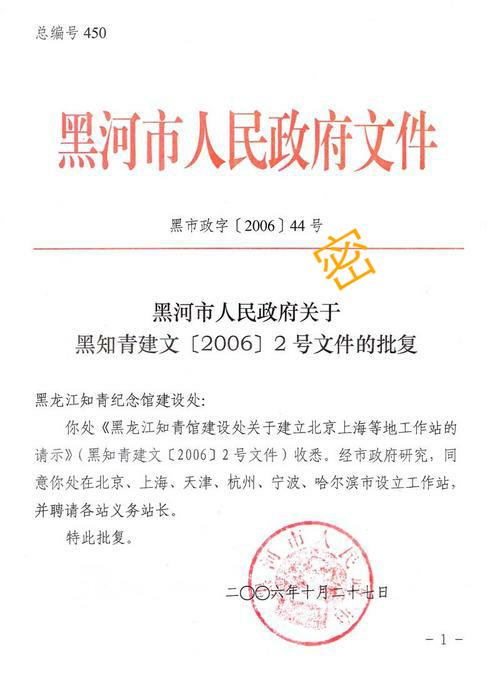 总编号 450
黑河市人民政府文件
黑市政字〔2006〕44 号
密
黑河市人民政府关于
黑知青建文〔2006〕2 号文件的批复
黑龙江知青纪念馆建设处：
你处《黑龙江知青馆建设处关于建立北京上海等地工作站的
请示》（黑知青建文〔2006〕2 号文件）收悉。经市政府研究，同
意你处在北京、上海、天津、杭州、宁波、哈尔滨市设立工作站，
并聘请各站义务站长。
特此批复。
黑河市人民政府
二〇〇六年十月二十七日
- 1 -